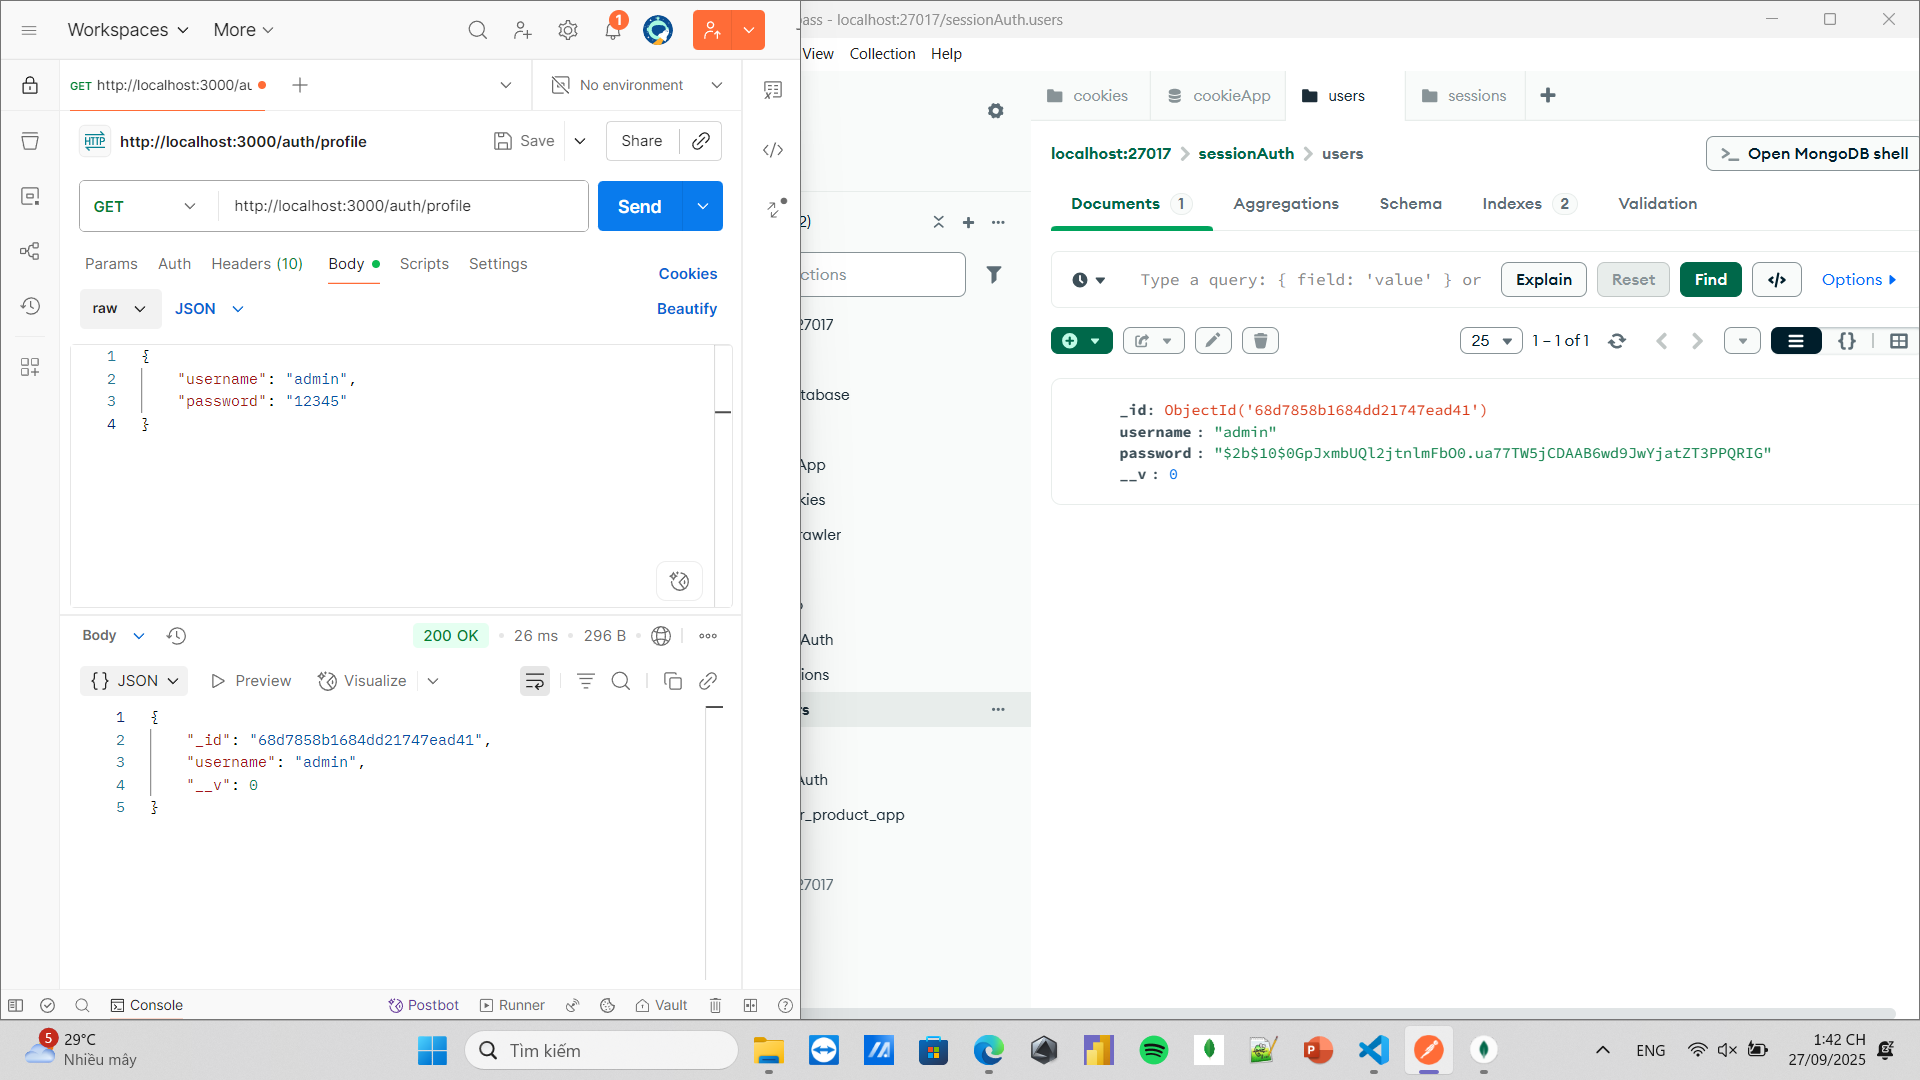 Workspaces
More
1
GET http://localhost:3000/au
No environment
HTTP
http://localhost:3000/auth/profile
Save
Share
GET
http://localhost:3000/auth/profile
Send
Params
Auth
Headers (10)
Body
Scripts
Settings
Cookies
raw
JSON
Beautify
1 {
2 "username": "admin",
3 "password": "12345"
4 }
Body
200 OK
26 ms
296 B
{} JSON
Preview
Visualize
1 {
2 "_id": "68d7858b1684dd21747ead41",
3 "username": "admin",
4 "__v": 0
5 }
Console
Postbot
Runner
Vault
pass - localhost:27017/sessionAuth.users
View
Collection
Help
2)
ctions
27017
tabase
App
kies
rawler
Auth
ions
rs
Auth
r_product_app
27017
cookies
cookieApp
users
sessions
localhost:27017 > sessionAuth > users
>_ Open MongoDB shell
Documents 1
Aggregations
Schema
Indexes 2
Validation
Type a query: { field: 'value' } or
Explain
Reset
Find
</>
Options
25
1 – 1 of 1
{}
_id: ObjectId('68d7858b1684dd21747ead41')
username : "admin"
password : "$2b$10$0GpJxmbUQl2jtnlmFbO0.ua77TW5jCDAAB6wd9JwYjatZT3PPQRIG"
__v : 0
5
29°C
Nhiều mây
Tìm kiếm
ENG
1:42 CH
27/09/2025